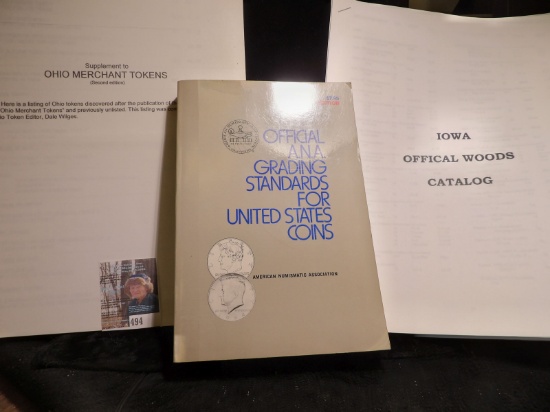 Supplement to
OHIO MERCHANT TOKENS
(Second edition)
Here is a listing of Ohio tokens discovered after the publication of
Ohio Merchant Tokens" and previously unlisted. This listing was
to Token Editor, Dale Wilges.
494
OFFICIAL
A.N.A.
GRADING
STANDARDS
FOR
UNITED STATES
COINS
AMERICAN NUMISMATIC ASSOCIATION
IOWA
OFFICAL WOODS
CATALOG